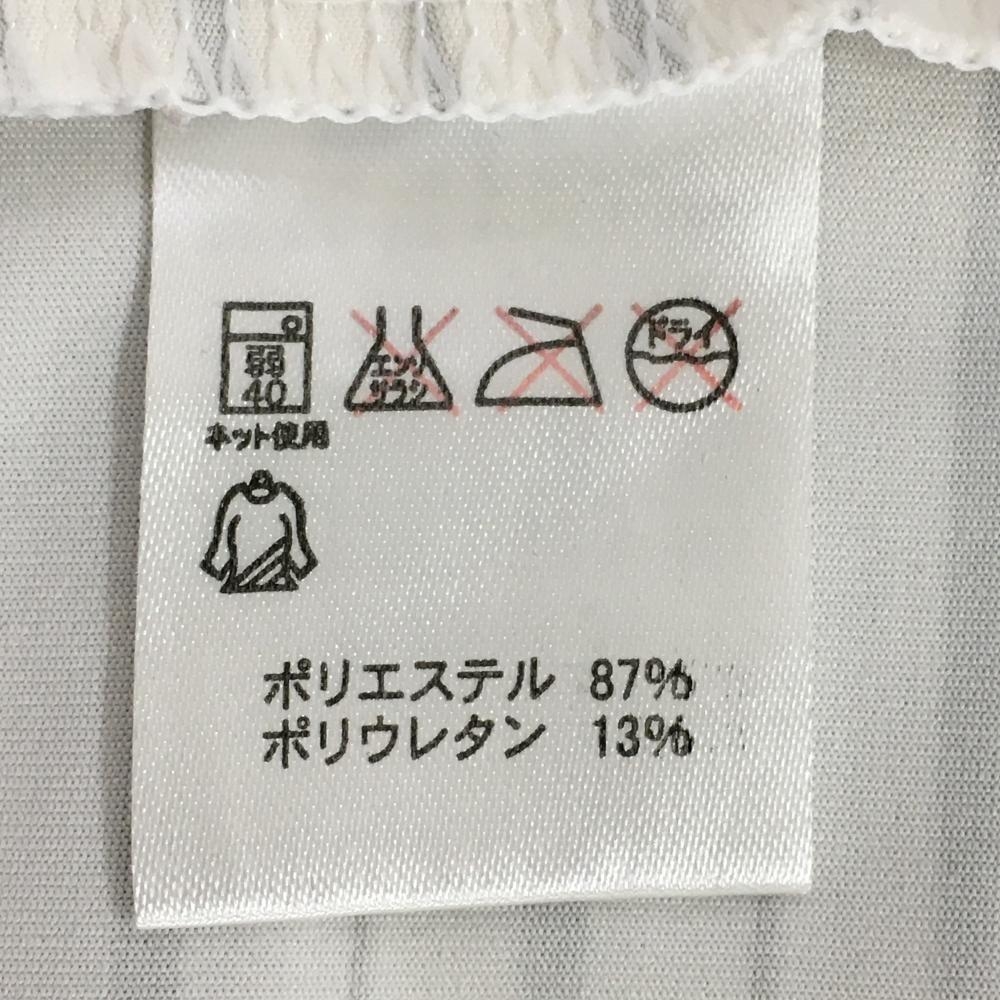 弱
40
ネット使用
エンソ
サラシ
ドライ
ポリエステル 87%
ポリウレタン 13%